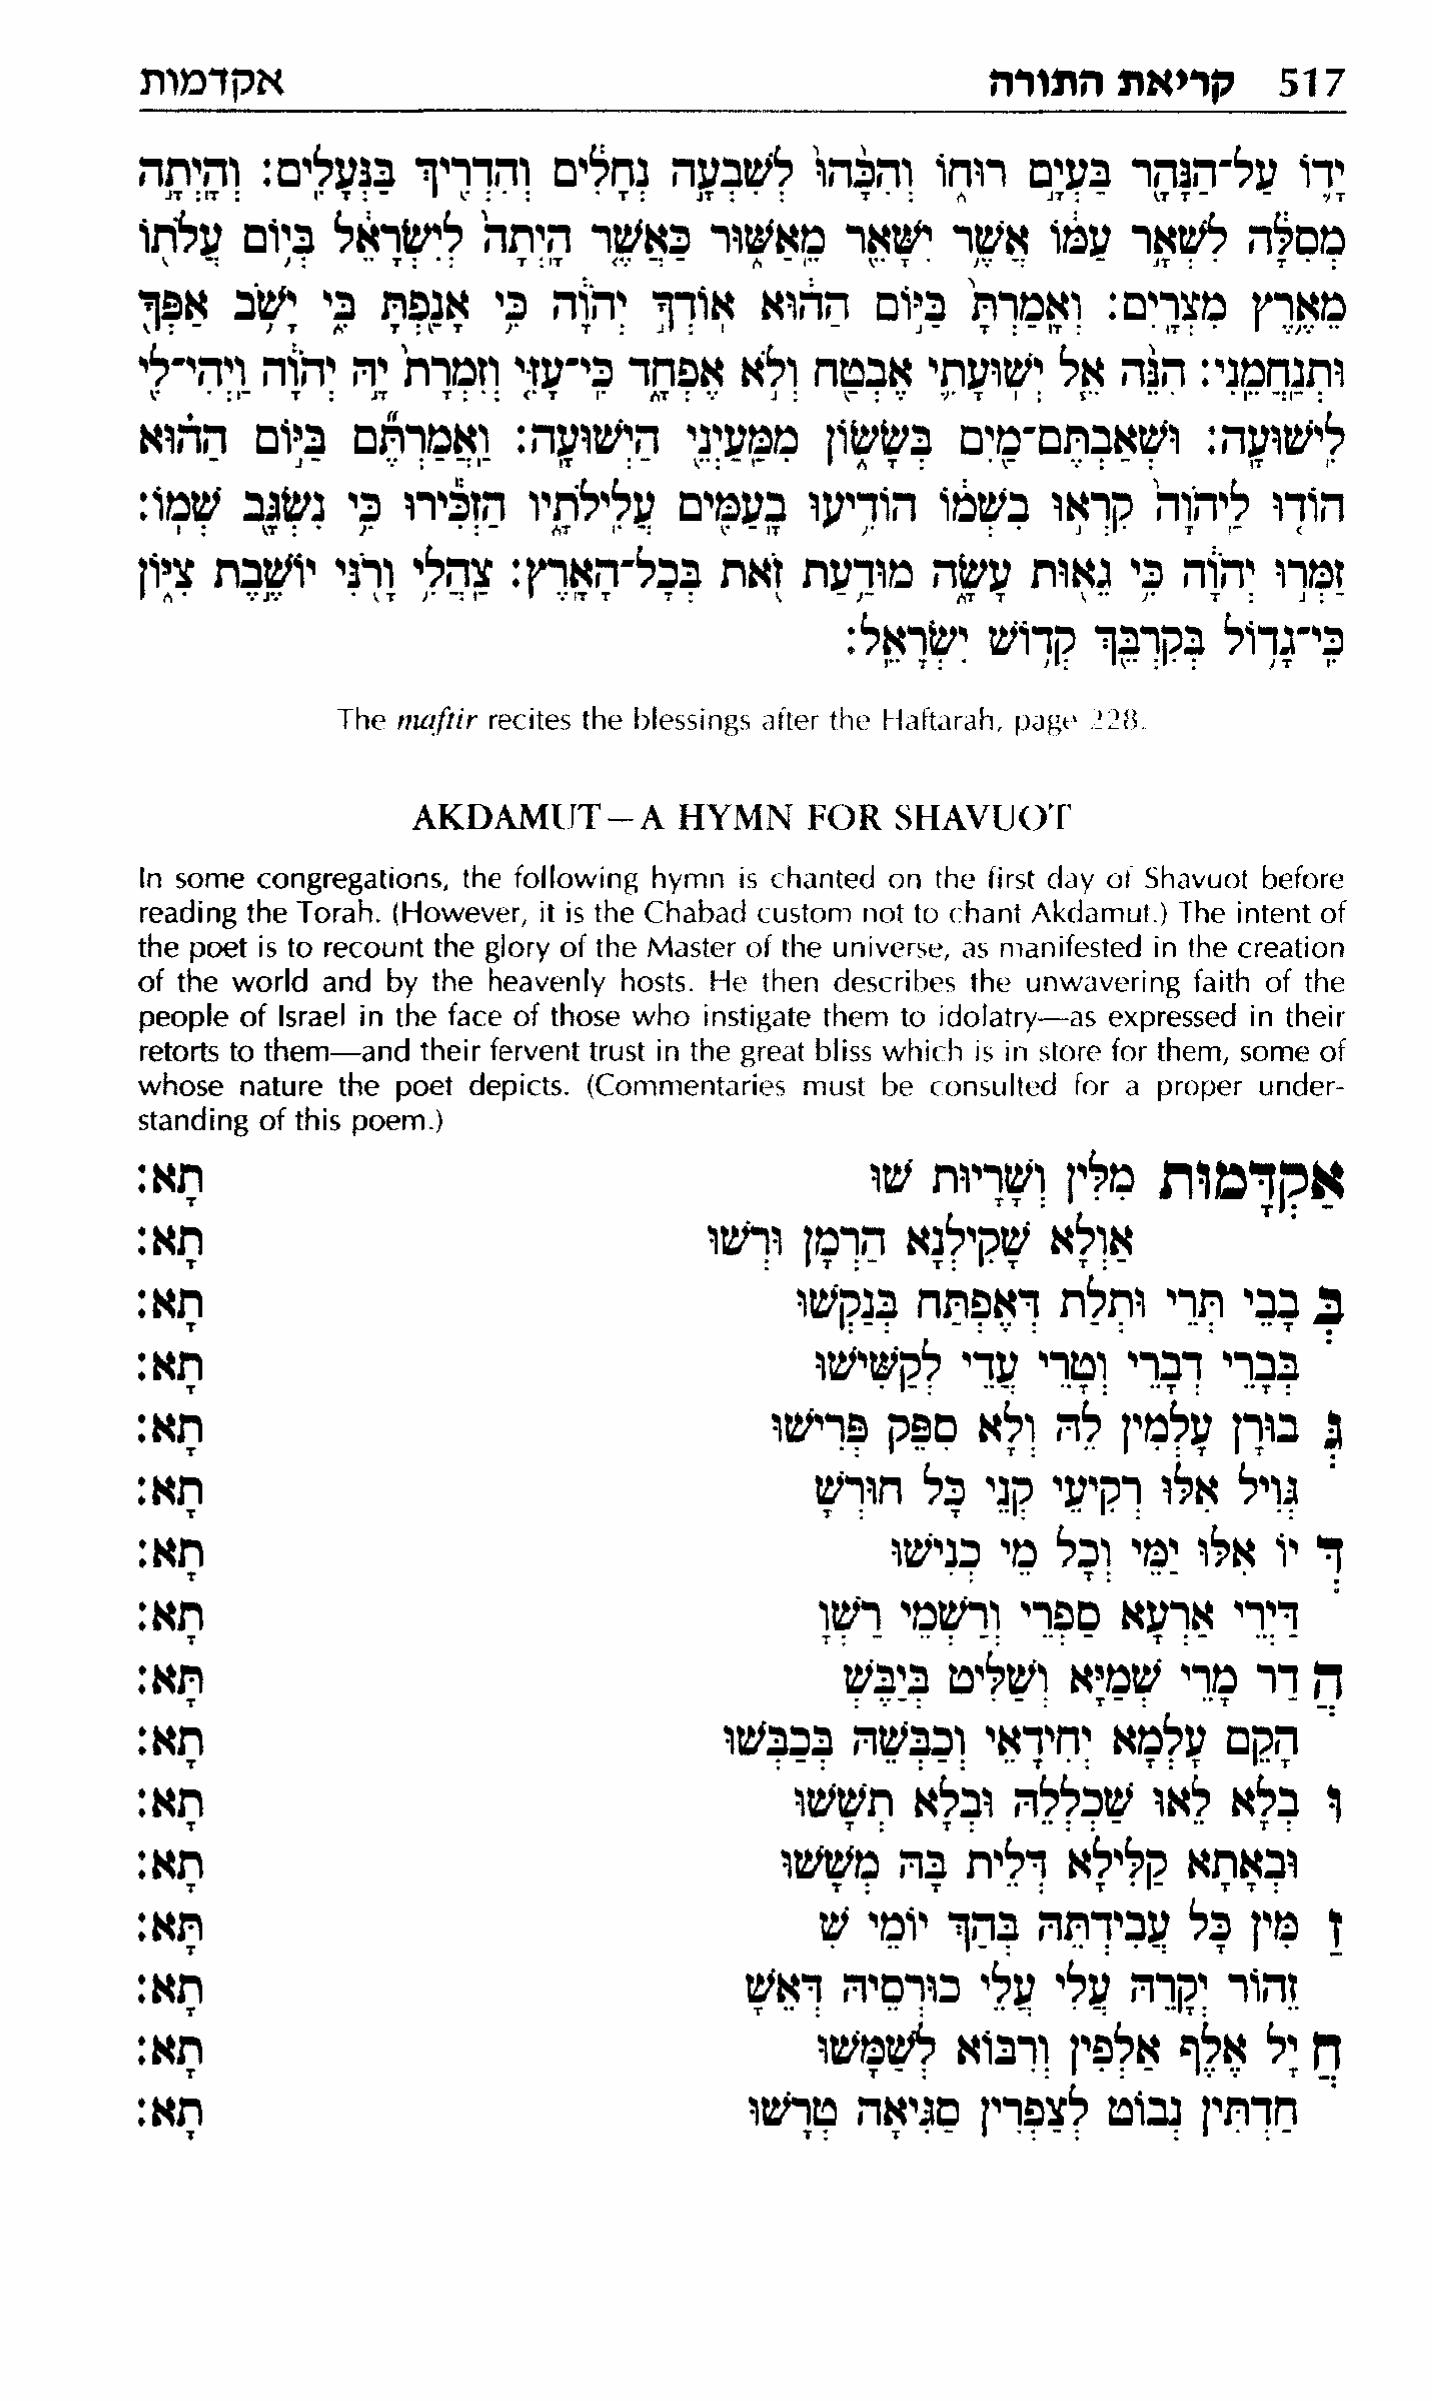 517 קריאת התורה אקדמות
יָדוֹ עַל־הַנָּהָר בַּעְיָם רוּחוֹ וְהִכָּהוּ לְשִׁבְעָה נְחָלִים וְהִדְרִיךְ בַּנְּעָלִים: וְהָיְתָה
מְסִלָּה לִשְׁאָר עַמּוֹ אֲשֶׁר יִשָּׁאֵר מֵאַשּׁוּר כַּאֲשֶׁר הָיְתָה לְיִשְׂרָאֵל בְּיוֹם עֲלֹתוֹ
מֵאֶרֶץ מִצְרָיִם: וְאָמַרְתָּ בַּיּוֹם הַהוּא אוֹדְךָ יְהֹוָה כִּי אָנַפְתָּ בִּי יָשֹׁב אַפְּךָ
וּתְנַחֲמֵנִי: הִנֵּה אֵל יְשׁוּעָתִי אֶבְטַח וְלֹא אֶפְחָד כִּי־עָזִּי וְזִמְרָת יָהּ יְהֹוָה וַיְהִי־לִי
לִישׁוּעָה: וּשְׁאַבְתֶּם־מַיִם בְּשָׂשׂוֹן מִמַּעַיְנֵי הַיְשׁוּעָה: וַאֲמַרְתֶּם בַּיּוֹם הַהוּא
הוֹדוּ לַיהֹוָה קִרְאוּ בִשְׁמוֹ הוֹדִיעוּ בָעַמִּים עֲלִילֹתָיו הַזְכִּירוּ כִּי נִשְׂגָּב שְׁמוֹ:
זַמְּרוּ יְהֹוָה כִּי גֵאוּת עָשָׂה מוּדַעַת זֹאת בְּכָל־הָאָרֶץ: צַהֲלִי וָרֹנִּי יוֹשֶׁבֶת צִיּוֹן
כִּי־גָדוֹל בְּקִרְבֵּךְ קְדוֹשׁ יִשְׂרָאֵל:
The maftir recites the blessings after the Haftarah, page 228.
AKDAMUT—A HYMN FOR SHAVUOT
In some congregations, the following hymn is chanted on the first day of Shavuot before
reading the Torah. (However, it is the Chabad custom not to chant Akdamut.) The intent of
the poet is to recount the glory of the Master of the universe, as manifested in the creation
of the world and by the heavenly hosts. He then describes the unwavering faith of the
people of Israel in the face of those who instigate them to idolatry—as expressed in their
retorts to them—and their fervent trust in the great bliss which is in store for them, some of
whose nature the poet depicts. (Commentaries must be consulted for a proper under-
standing of this poem.)
אַקְדָּמוּת מִלִּין וְשָׁרָיוּת שׁוּ תָא:
אַוְלָא שָׁקִילְנָא הַרְמָן וּרְשׁוּ תָא:
בְּ בָבֵי תְּרֵי וּתְלַת דְּאֶפְתַּח בְּנַקְשׁוּ תָא:
בְּבָרֵי דְבָרֵי וְטָרֵי עֲדֵי לְקַשִּׁישׁוּ תָא:
גְּ בוּרָן עָלְמִין לֵהּ וְלָא סִפֵּק פְּרִישׁוּ תָא:
גְּוִיל אִלּוּ רְקִיעֵי קְנֵי כָּל חוּרְשָׁ תָא:
דְּ יוֹ אִלּוּ יַמֵּי וְכָל מֵי כְנִישׁוּ תָא:
דַּיְרֵי אַרְעָא סַפְרֵי וְרַשְׁמֵי רַשְׁוָ תָא:
הֲ דַר מָרֵי שְׁמַיָּא וְשַׁלִּיט בְּיַבֶּשְׁ תָּא:
הָקֵם עָלְמָא יְחִידָאֵי וְכַבְּשֵׁהּ בְּכַבְּשׁוּ תָא:
וּ בְלָא לֵאוּ שַׁכְלְלֵהּ וּבְלָא תְשָׁשׁוּ תָא:
וּבְאָתָא קַלִּילָא דְּלֵית בָּהּ מְשָׁשׁוּ תָא:
זַ מִּין כָּל עֲבִידְתֵּהּ בְּהַךְ יוֹמֵי שִׁ תָּא:
זֵהוֹר יְקָרֵהּ עֲלִי עֲלֵי כוּרְסֵיהּ דְּאֵשָׁ תָא:
חֲ יָל אֶלֶף אַלְפִין וְרִבּוֹא לְשַׁמָּשׁוּ תָא:
חַדְתִּין נְבוֹט לְצַפְרִין סַגִּיאָה טְרָשׁוּ תָא: